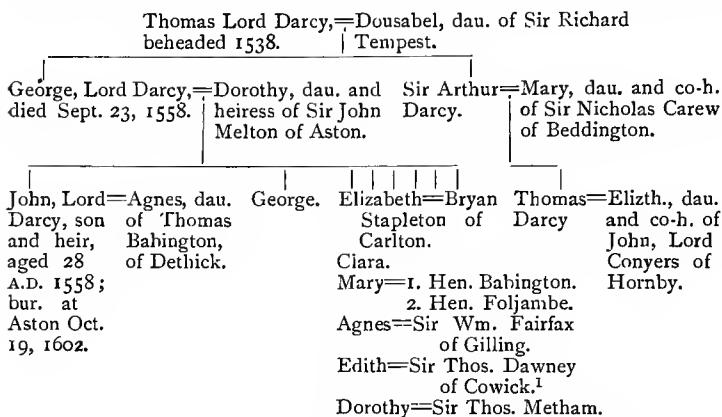 Thomas Lord Darcy,=Dousabel, dau. of Sir Richard
beheaded 1538. Tempest.
George, Lord Darcy,=Dorothy, dau. and
died Sept. 23, 1558. heiress of Sir John
Melton of Aston.
Sir Arthur=Mary, dau. and co-h.
Darcy. of Sir Nicholas Carew
of Beddington.
John, Lord=Agnes, dau.
Darcy, son of Thomas
and heir, Bahington,
aged 28 of Dethick.
A.D. 1558;
bur. at
Aston Oct.
19, 1602.
George.
Elizabeth=Bryan
Stapleton of
Carlton.
Clara.
Mary=1. Hen. Babington.
2. Hen. Foljambe.
Agnes=Sir Wm. Fairfax
of Gilling.
Edith=Sir Thos. Dawney
of Cowick.¹
Dorothy=Sir Thos. Metham.
Thomas=Elizth., dau.
Darcy and co-h. of
John, Lord
Conyers of
Hornby.